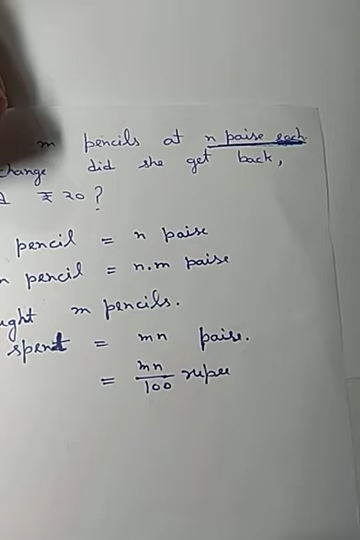 m pencils at n paise each
change did she get back,
₹ 20 ?
pencil = n paise
pencil = n.m paise
m pencils.
spent = mn paise.
= mn/100 rupee